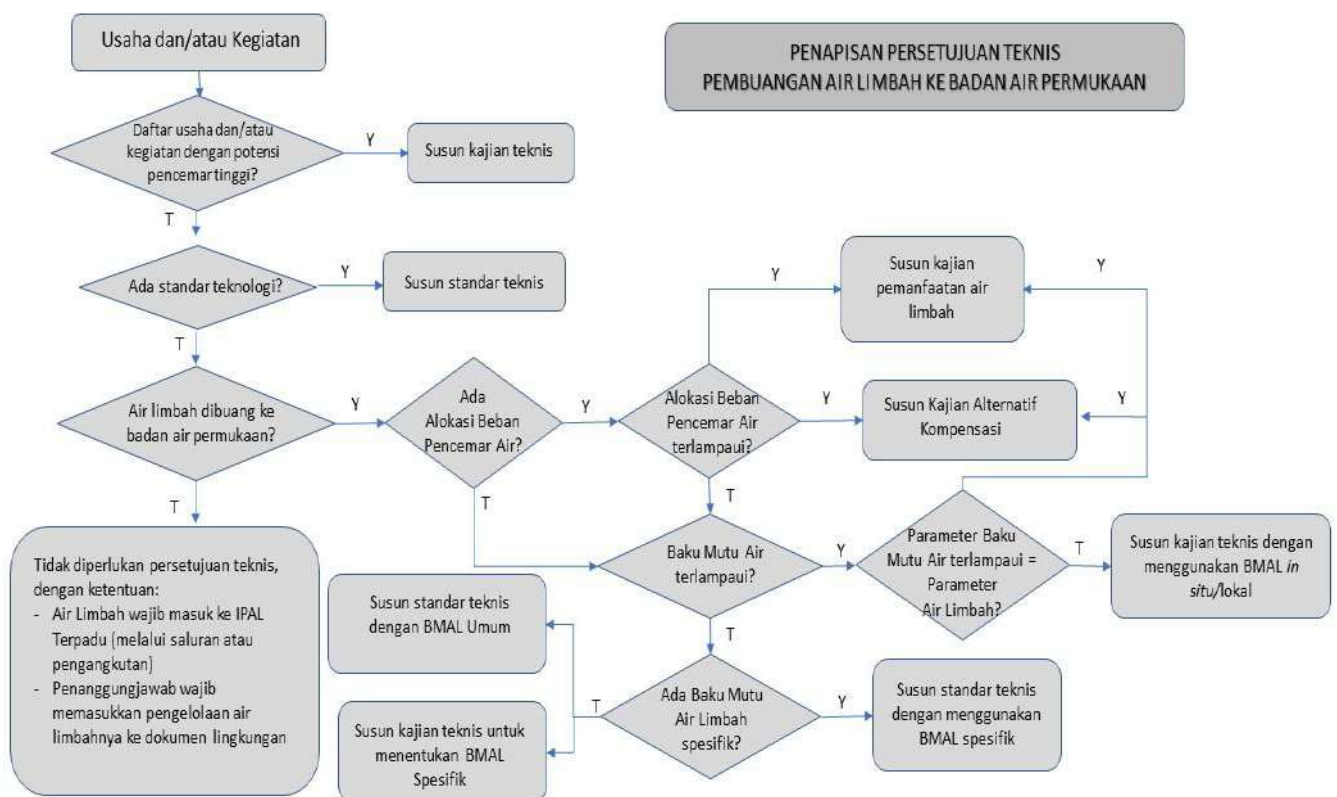 Usaha dan/atau Kegiatan
PENAPISAN PERSETUJUAN TEKNIS
PEMBUANGAN AIR LIMBAH KE BADAN AIR PERMUKAAN
Daftar usaha dan/atau
kegiatan dengan potensi
pencemar tinggi?
Y
Susun kajian teknis
T
Ada standar teknologi?
Y
Susun standar teknis
T
Air limbah dibuang ke
badan air permukaan?
Y
Ada
Alokasi Beban
Pencemar Air?
Y
Alokasi Beban
Pencemar Air
terlampaui?
Y
Susun kajian
pemanfaatan air
limbah
Y
Y
Susun Kajian Alternatif
Kompensasi
Y
T
T
T
Tidak diperlukan persetujuan teknis,
dengan ketentuan:
- Air Limbah wajib masuk ke IPAL
Terpadu (melalui saluran atau
pengangkutan)
- Penanggungjawab wajib
memasukkan pengelolaan air
limbahnya ke dokumen lingkungan
Baku Mutu Air
terlampaui?
Y
Parameter Baku
Mutu Air terlampaui =
Parameter
Air Limbah?
T
Susun kajian teknis dengan
menggunakan BMAL in
situ/lokal
T
Susun standar teknis
dengan BMAL Umum
Ada Baku Mutu
Air Limbah
spesifik?
T
Y
Susun standar teknis
dengan menggunakan
BMAL spesifik
Susun kajian teknis untuk
menentukan BMAL
Spesifik